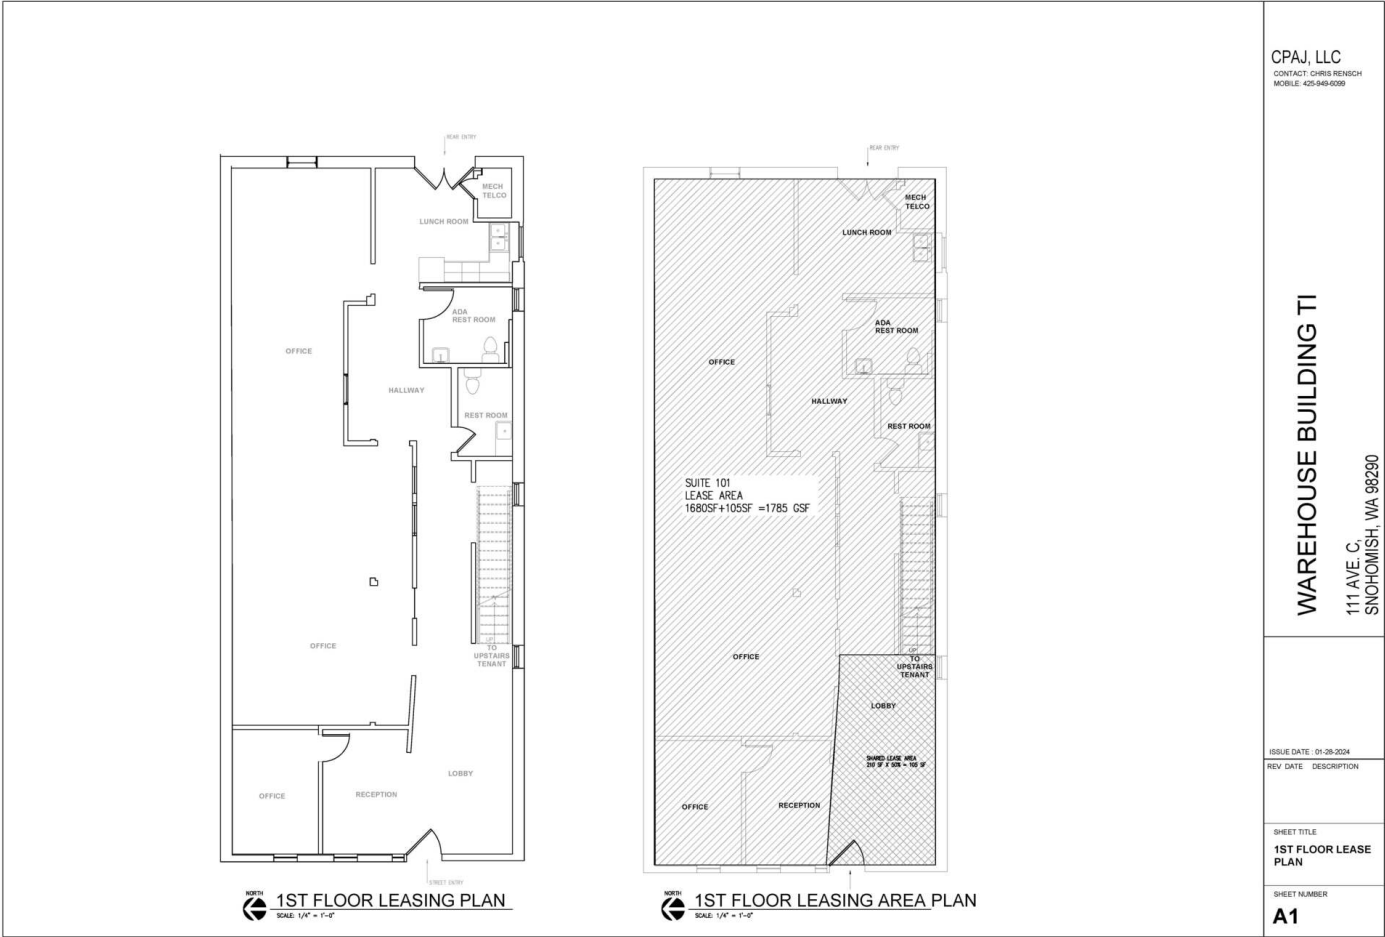 REAR ENTRY
MECH
TELCO
LUNCH ROOM
ADA
REST ROOM
OFFICE
HALLWAY
REST ROOM
UP
TO
UPSTAIRS
TENANT
OFFICE
LOBBY
OFFICE
RECEPTION
STREET ENTRY
NORTH
1ST FLOOR LEASING PLAN
SCALE: 1/4" = 1'-0"
REAR ENTRY
MECH
TELCO
LUNCH ROOM
ADA
REST ROOM
OFFICE
HALLWAY
REST ROOM
SUITE 101
LEASE AREA
1680SF+105SF =1785 GSF
OFFICE
UP
TO
UPSTAIRS
TENANT
LOBBY
SHARED LEASE AREA
210 SF X 50% = 105 SF
OFFICE
RECEPTION
NORTH
1ST FLOOR LEASING AREA PLAN
SCALE: 1/4" = 1'-0"
CPAJ, LLC
CONTACT: CHRIS RENSCH
MOBILE: 425-949-6099
WAREHOUSE BUILDING TI
111 AVE. C,
SNOHOMISH, WA 98290
ISSUE DATE : 01-28-2024
REV DATE DESCRIPTION
SHEET TITLE
1ST FLOOR LEASE
PLAN
SHEET NUMBER
A1